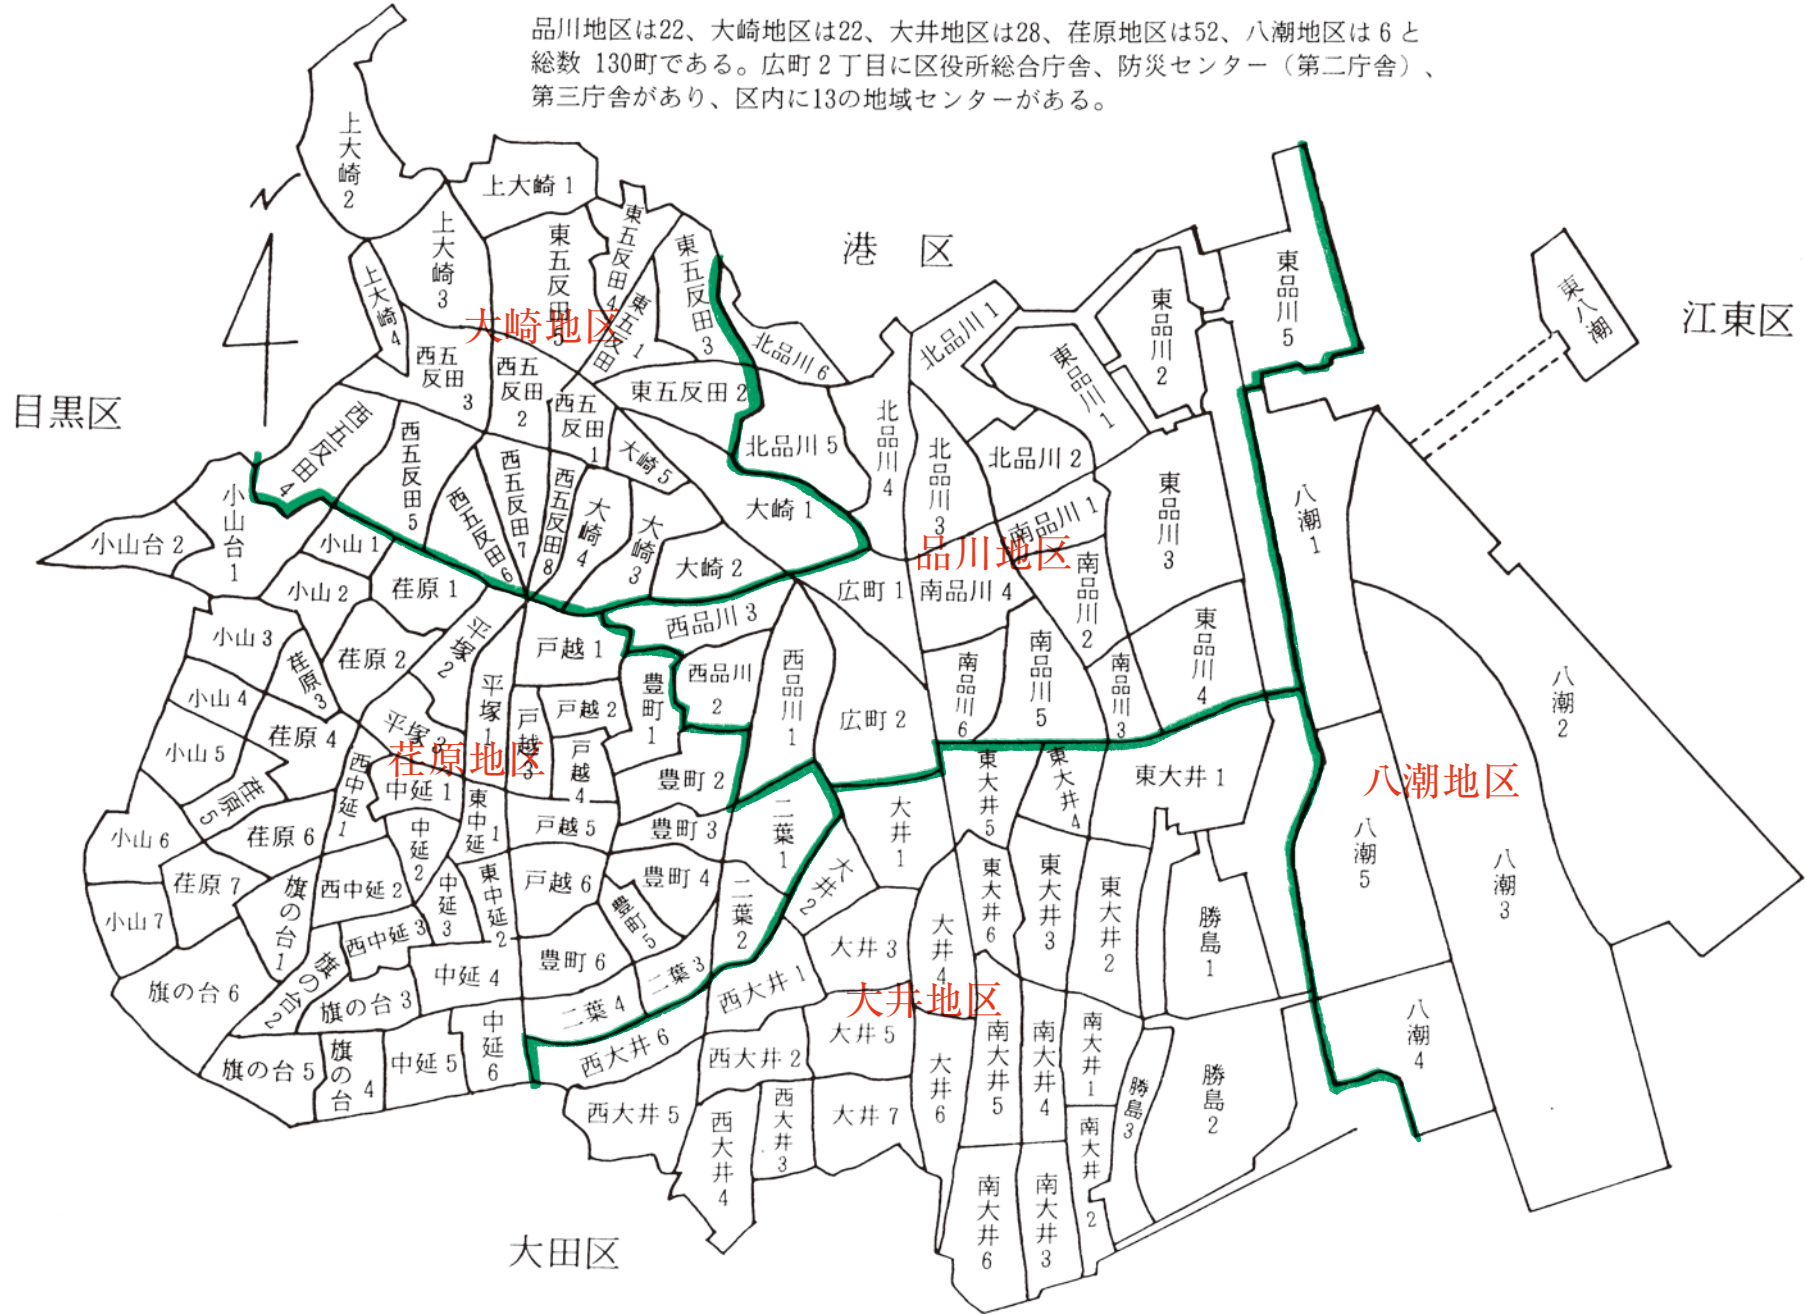 品川地区は22、大崎地区は22、大井地区は28、荏原地区は52、八潮地区は6と
総数 130町である。広町2丁目に区役所総合庁舎、防災センター（第二庁舎）、
第三庁舎があり、区内に13の地域センターがある。
港 区
江東区
目黒区
大田区
大崎地区
品川地区
荏原地区
八潮地区
大井地区
上大崎2
上大崎1
上大崎3
上大崎4
東五反田5
東五反田4
東五反田1
東五反田3
東五反田2
西五反田3
西五反田2
西五反田1
西五反田4
西五反田5
西五反田6
西五反田7
西五反田8
大崎5
大崎4
大崎3
大崎2
大崎1
北品川6
北品川5
北品川4
北品川3
北品川1
北品川2
東品川1
東品川2
東品川5
東品川3
東品川4
東八潮
南品川1
南品川2
南品川4
南品川5
南品川3
南品川6
広町1
広町2
西品川3
西品川2
西品川1
八潮1
八潮2
八潮3
八潮5
八潮4
小山台2
小山台1
小山1
小山2
小山3
小山4
小山5
小山6
小山7
荏原1
荏原2
荏原3
荏原4
荏原5
荏原6
荏原7
平塚2
平塚1
平塚3
戸越1
戸越2
戸越3
戸越4
戸越5
戸越6
豊町1
豊町2
豊町3
豊町4
豊町5
豊町6
二葉1
二葉2
二葉3
二葉4
西中延1
西中延2
西中延3
中延1
中延2
中延3
中延4
中延5
中延6
東中延1
東中延2
旗の台1
旗の台2
旗の台3
旗の台4
旗の台5
旗の台6
大井1
大井2
大井3
大井4
大井5
大井6
大井7
西大井1
西大井2
西大井3
西大井4
西大井5
西大井6
東大井5
東大井4
東大井1
東大井6
東大井3
東大井2
勝島1
勝島2
勝島3
南大井5
南大井4
南大井1
南大井2
南大井6
南大井3